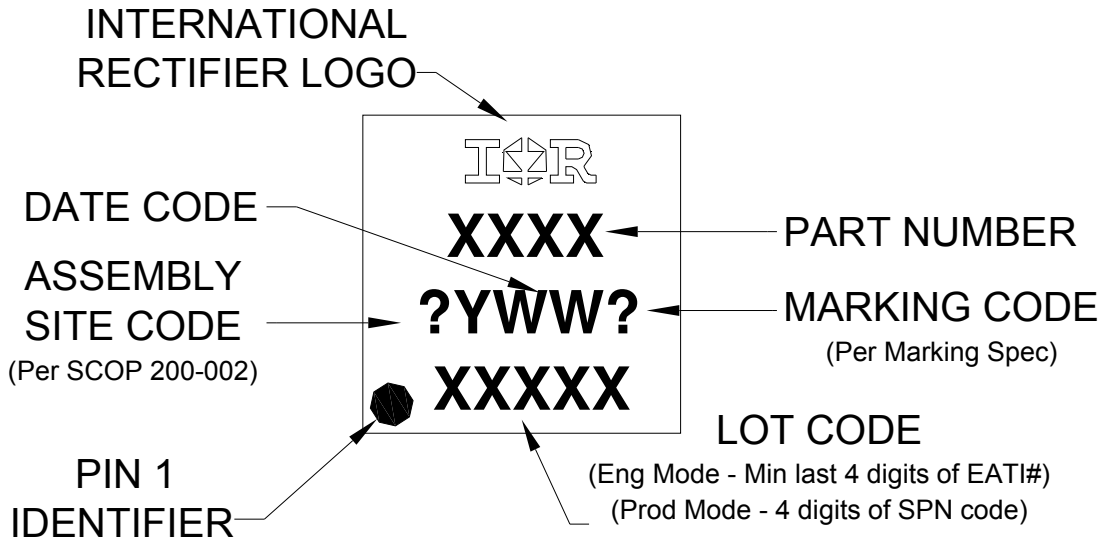 INTERNATIONAL
RECTIFIER LOGO
IR
DATE CODE
XXXX
PART NUMBER
ASSEMBLY
SITE CODE
(Per SCOP 200-002)
?YWW?
MARKING CODE
(Per Marking Spec)
XXXXX
LOT CODE
(Eng Mode - Min last 4 digits of EATI#)
(Prod Mode - 4 digits of SPN code)
PIN 1
IDENTIFIER